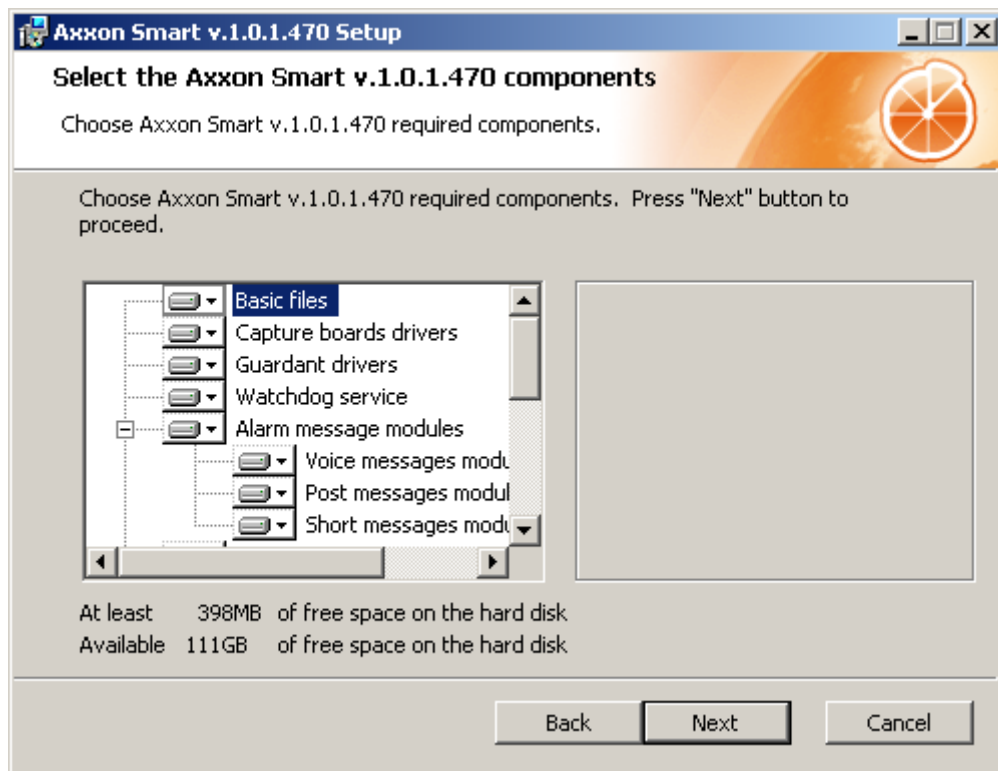 Axxon Smart v.1.0.1.470 Setup
Select the Axxon Smart v.1.0.1.470 components
Choose Axxon Smart v.1.0.1.470 required components.
Choose Axxon Smart v.1.0.1.470 required components. Press "Next" button to
proceed.
Basic files
Capture boards drivers
Guardant drivers
Watchdog service
Alarm message modules
Voice messages modu
Post messages modul
Short messages modu
At least 398MB of free space on the hard disk
Available 111GB of free space on the hard disk
Back Next Cancel